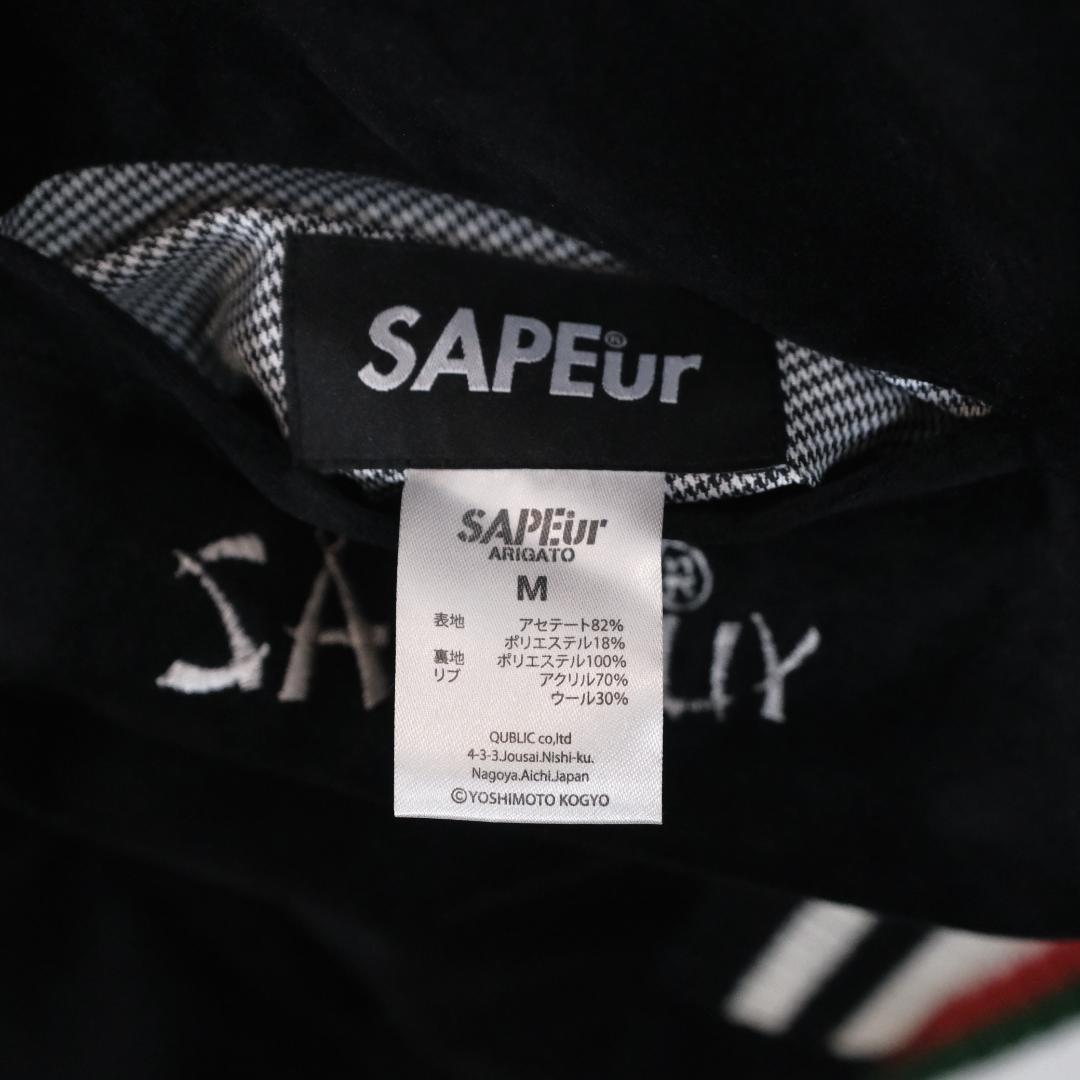 SAPEur®
SAPEur
ARIGATO
M
表地 アセテート82%
ポリエステル18%
裏地 ポリエステル100%
リブ アクリル70%
ウール30%
QUBLIC co,ltd
4-3-3.Jousai.Nishi-ku.
Nagoya.Aichi.Japan
©YOSHIMOTO KOGYO